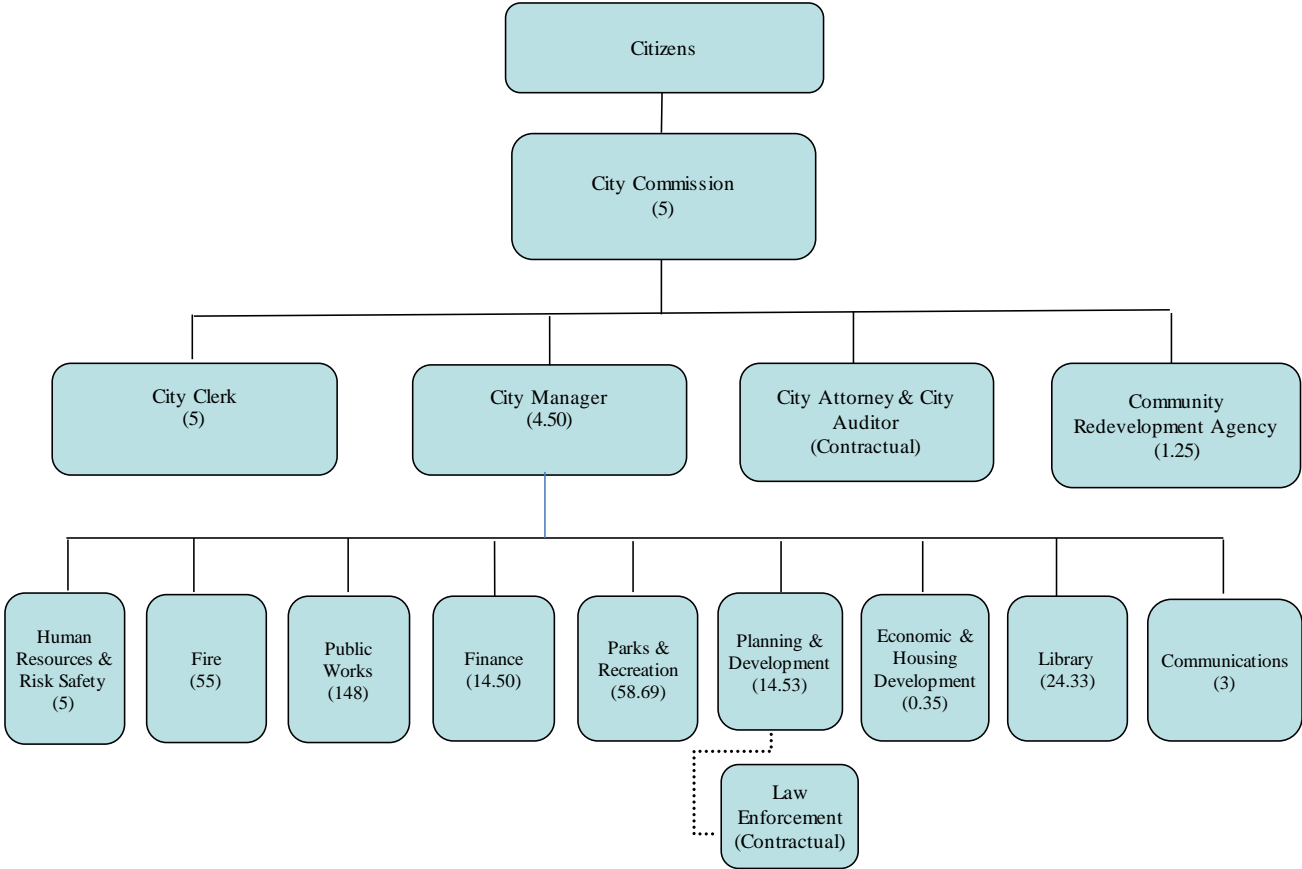 Citizens
City Commission
(5)
City Clerk
(5)
City Manager
(4.50)
City Attorney & City
Auditor
(Contractual)
Community
Redevelopment Agency
(1.25)
Human
Resources &
Risk Safety
(5)
Fire
(55)
Public
Works
(148)
Finance
(14.50)
Parks &
Recreation
(58.69)
Planning &
Development
(14.53)
Economic &
Housing
Development
(0.35)
Library
(24.33)
Communications
(3)
Law
Enforcement
(Contractual)